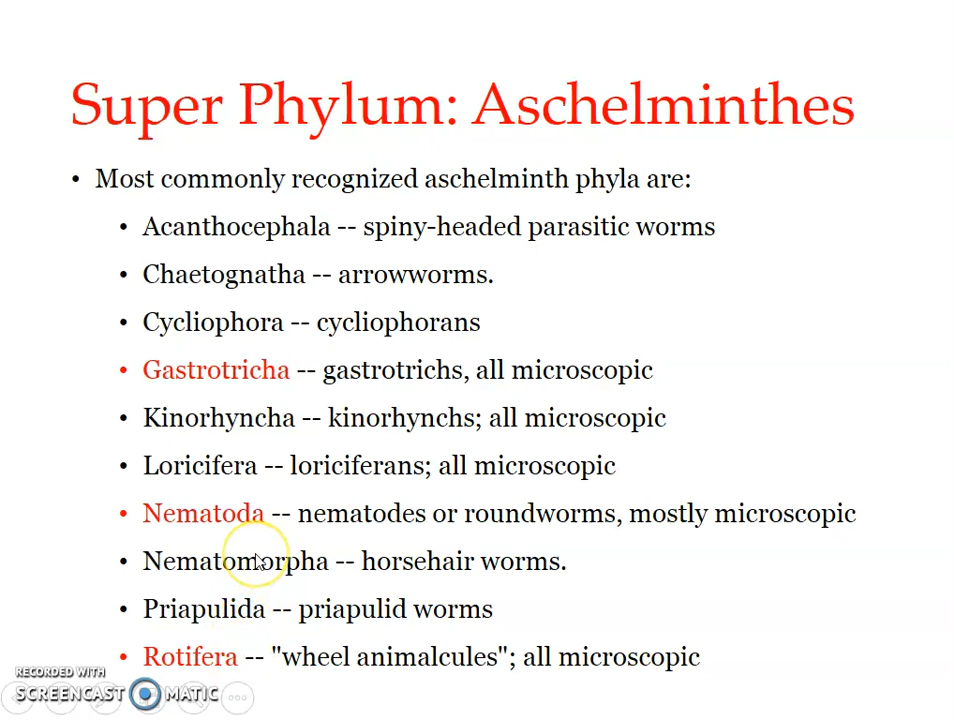 Super Phylum: Aschelminthes
• Most commonly recognized aschelminth phyla are:
• Acanthocephala -- spiny-headed parasitic worms
• Chaetognatha -- arrowworms.
• Cycliophora -- cycliophorans
• Gastrotricha -- gastrotrichs, all microscopic
• Kinorhyncha -- kinorhynchs; all microscopic
• Loricifera -- loriciferans; all microscopic
• Nematoda -- nematodes or roundworms, mostly microscopic
• Nematomorpha -- horsehair worms.
• Priapulida -- priapulid worms
• Rotifera -- "wheel animalcules"; all microscopic
RECORDED WITH
SCREENCAST MATIC